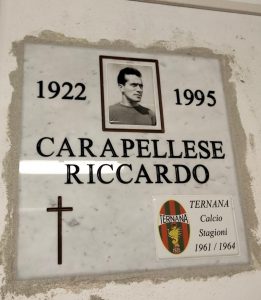 1922 1995
CARAPELLESE
RICCARDO
TERNANA
Calcio
Stagioni
1961 / 1964
TERNANA